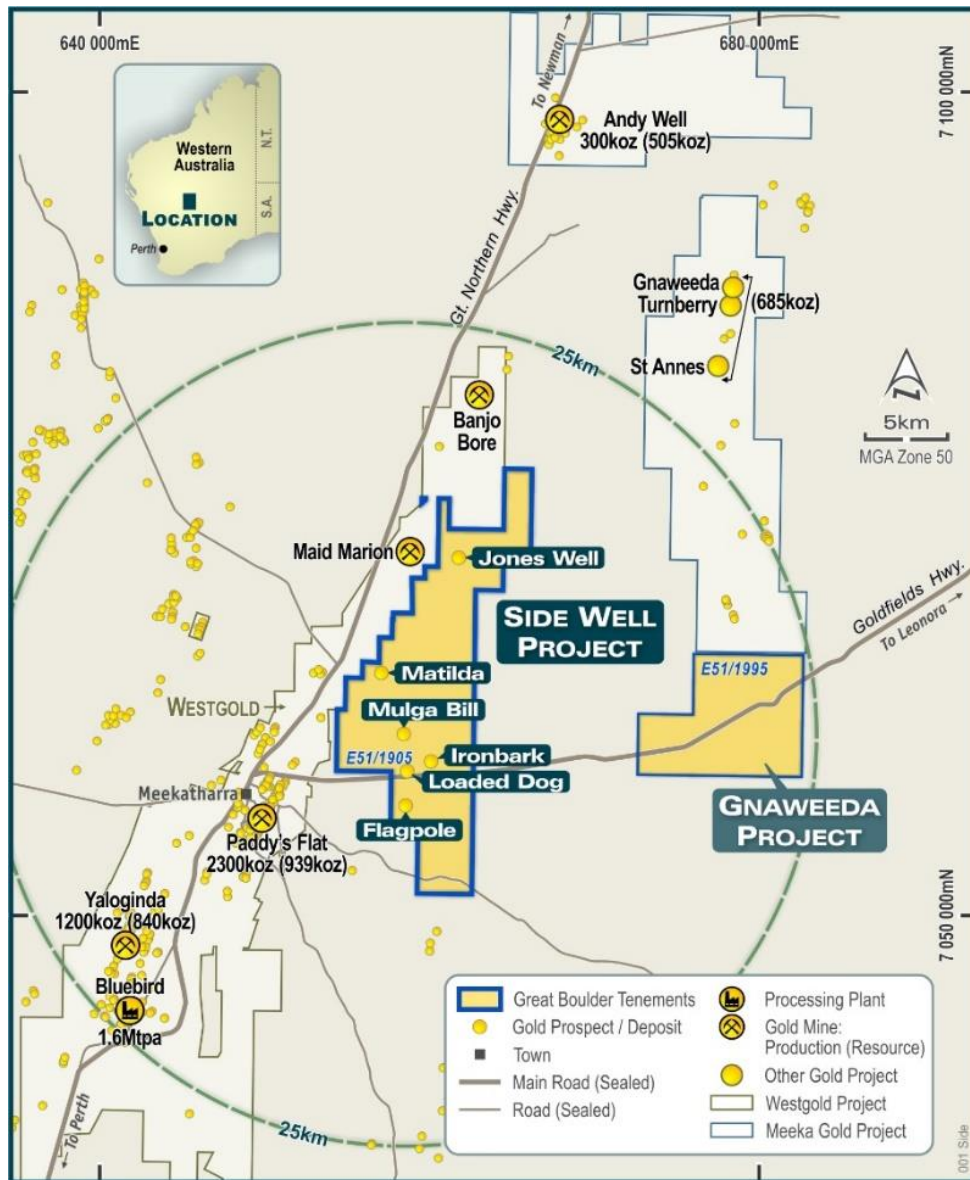 640 000mE
680 000mE
7 100 000mN
To Newman
Western
Australia
N.T.
S.A.
LOCATION
Perth
Andy Well
300koz (505koz)
Gt. Northern Hwy.
Gnaweeda
Turnberry
(685koz)
St Annes
25km
N
5km
MGA Zone 50
Banjo
Bore
Maid Marion
Jones Well
SIDE WELL
PROJECT
Goldfields Hwy.
To Leonora
Matilda
E51/1995
WESTGOLD
Mulga Bill
E51/1905
Ironbark
Loaded Dog
Meekatharra
Flagpole
GNAWEEDA
PROJECT
Paddy's Flat
2300koz (939koz)
Yaloginda
1200koz (840koz)
7 050 000mN
Bluebird
1.6Mtpa
To Perth
25km
Great Boulder Tenements
Gold Prospect / Deposit
Town
Main Road (Sealed)
Road (Sealed)
Processing Plant
Gold Mine:
Production (Resource)
Other Gold Project
Westgold Project
Meeka Gold Project
001 Side